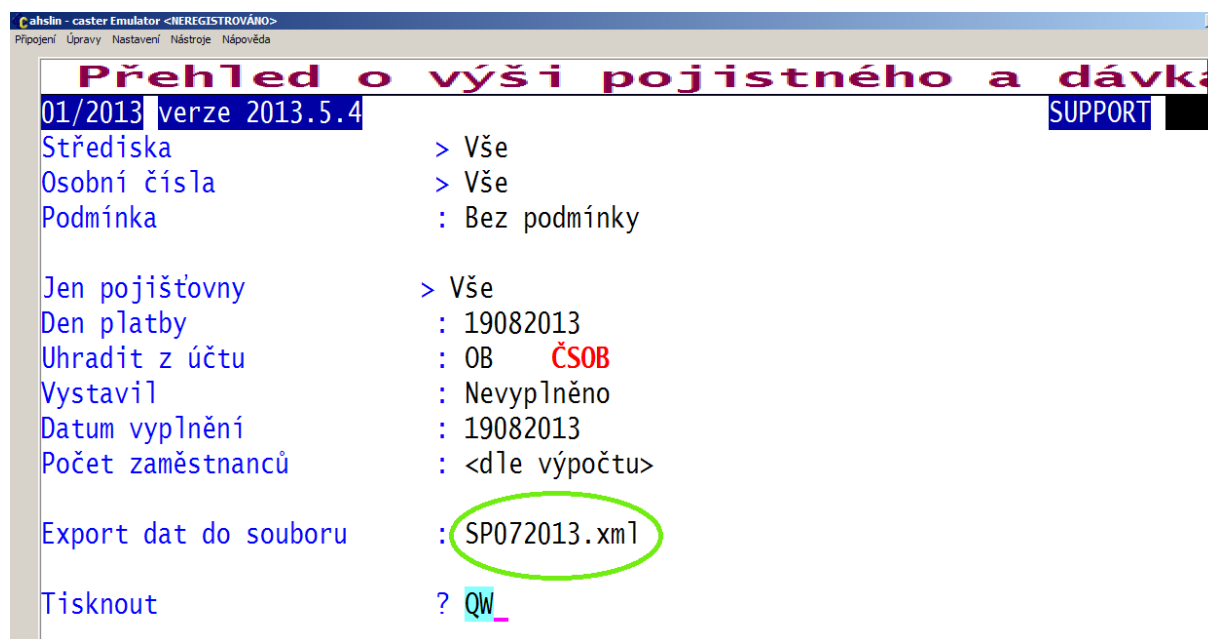 ahslin - caster Emulator <NEREGISTROVÁNO>
Připojení Úpravy Nastavení Nástroje Nápověda
Přehled o výši pojistného a dávk
01/2013 verze 2013.5.4 SUPPORT
Střediska > Vše
Osobní čísla > Vše
Podmínka : Bez podmínky
Jen pojišťovny > Vše
Den platby : 19082013
Uhradit z účtu : OB ČSOB
Vystavil : Nevyplněno
Datum vyplnění : 19082013
Počet zaměstnanců : <dle výpočtu>
Export dat do souboru : SP072013.xml
Tisknout ? QW_